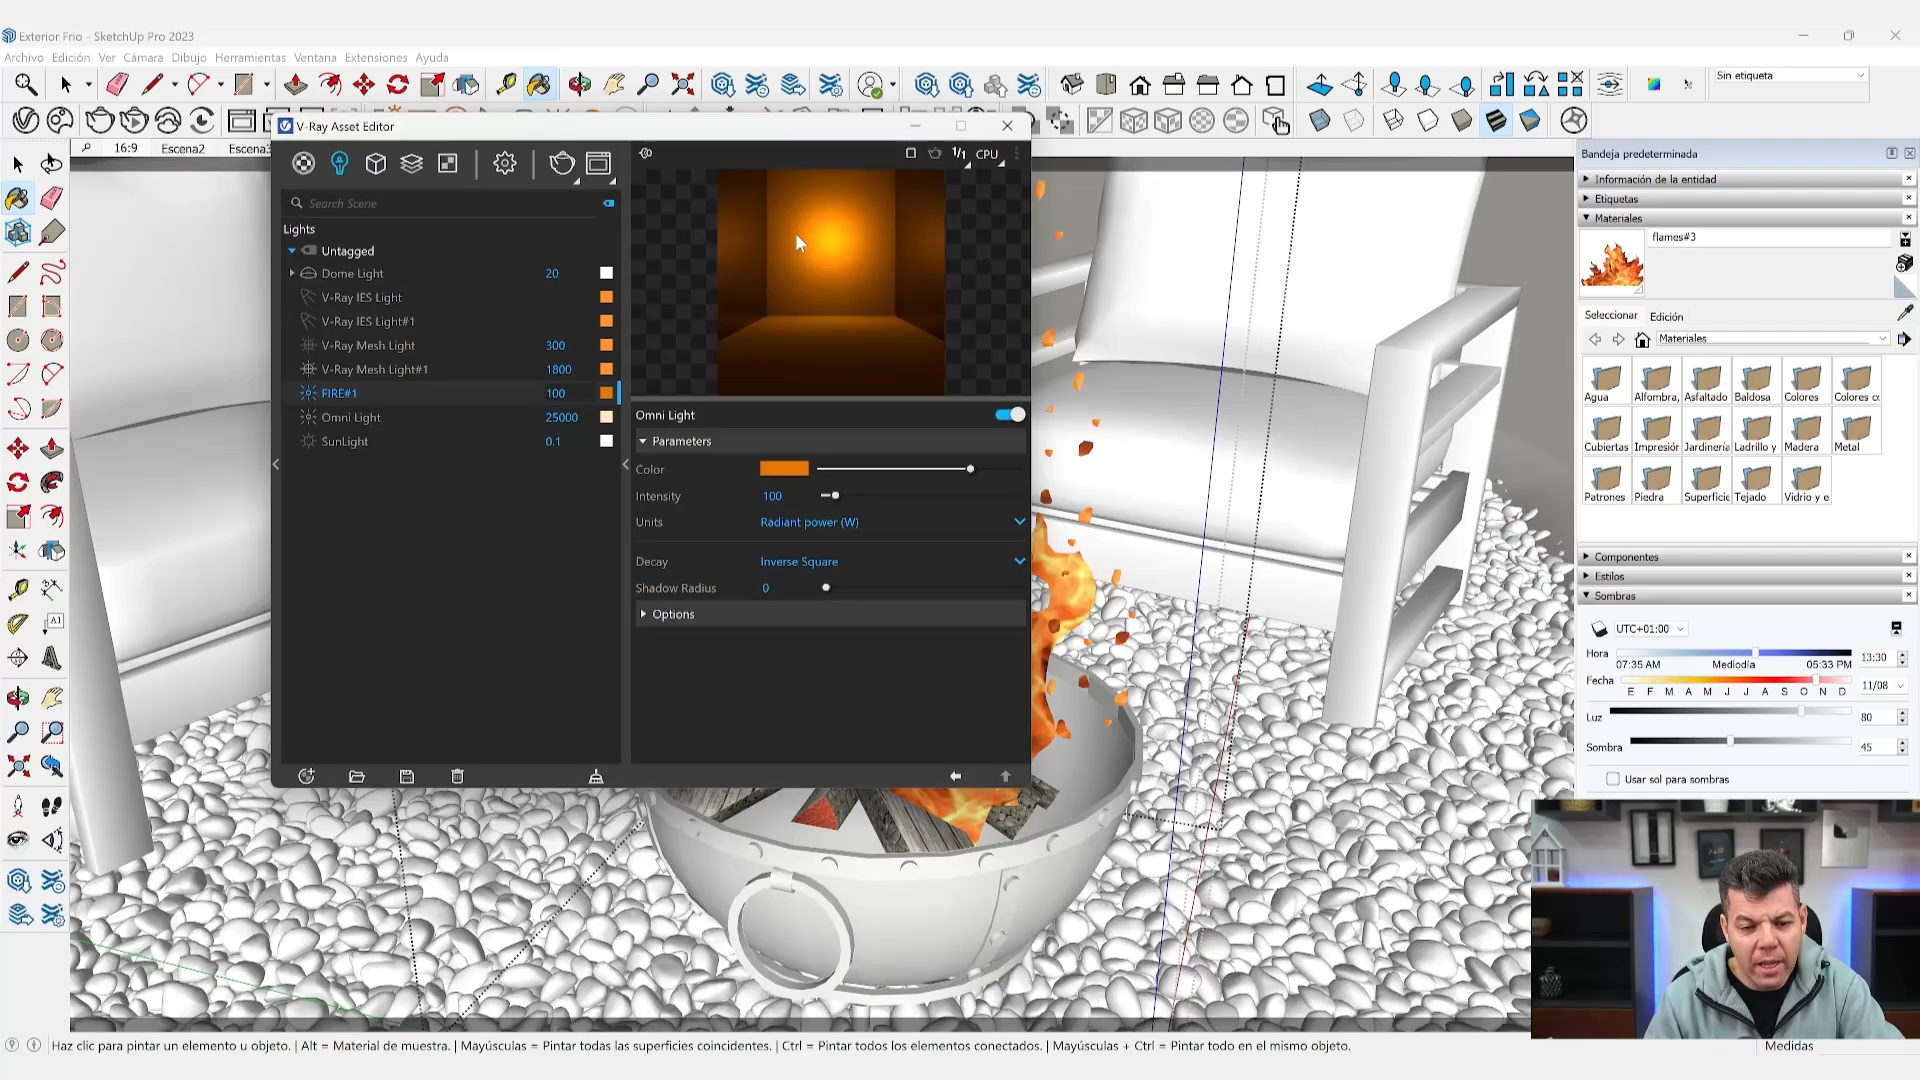 Exterior Frio - SketchUp Pro 2023
Archivo Edición Ver Cámara Dibujo Herramientas Ventana Extensiones Ayuda
Sin etiqueta
16:9 Escena2 Escena3
V-Ray Asset Editor
1/1 CPU
Search Scene
Lights
Untagged
Dome Light 20
V-Ray IES Light
V-Ray IES Light#1
V-Ray Mesh Light 300
V-Ray Mesh Light#1 1800
FIRE#1 100
Omni Light 25000
SunLight 0.1
Omni Light
Parameters
Color
Intensity 100
Units Radiant power (W)
Decay Inverse Square
Shadow Radius 0
Options
A1
Bandeja predeterminada
Información de la entidad
Etiquetas
Materiales
flames#3
Seleccionar Edición
Materiales
Agua Alfombra, Asfaltado Baldosa Colores Colores
Cubiertas Impresión Jardinería Ladrillo y Madera Metal
Patrones Piedra Superficie Tejado Vidrio y e
Componentes
Estilos
Sombras
UTC+01:00
Hora 13:30
07:35 AM Mediodía 05:33 PM
Fecha 11/08
E F M A M J J A S O N D
Luz 80
Sombra 45
Usar sol para sombras
Haz clic para pintar un elemento u objeto. | Alt = Material de muestra. | Mayúsculas = Pintar todas las superficies coincidentes. | Ctrl = Pintar todos los elementos conectados. | Mayúsculas + Ctrl = Pintar todo en el mismo objeto.
Medidas